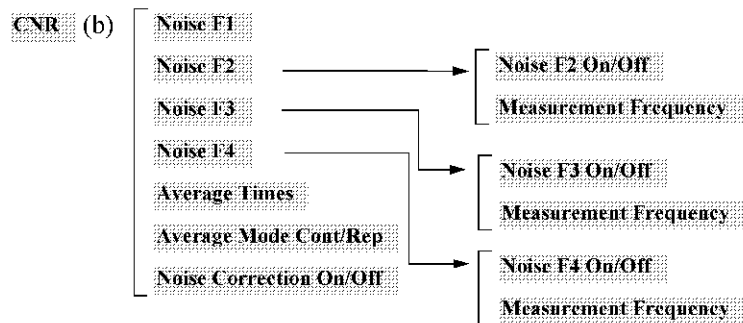 CNR (b)
Noise F1
Noise F2
Noise F3
Noise F4
Average Times
Average Mode Cont/Rep
Noise Correction On/Off
Noise F2 On/Off
Measurement Frequency
Noise F3 On/Off
Measurement Frequency
Noise F4 On/Off
Measurement Frequency